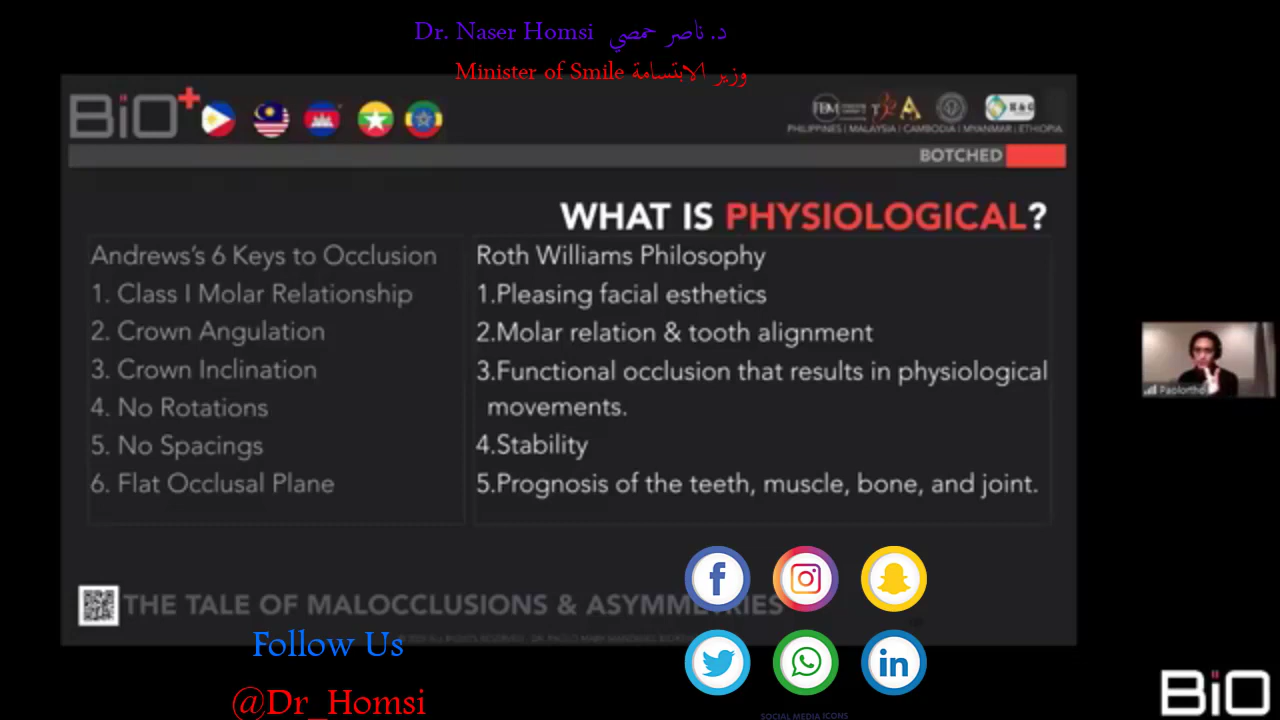 Dr. Naser Homsi د. ناصر حمصي
Minister of Smile وزير الابتسامة
BiO+
PHILIPPINES | MALAYSIA | CAMBODIA | MYANMAR | ETHIOPIA
BOTCHED
WHAT IS PHYSIOLOGICAL?
Andrews's 6 Keys to Occlusion
1. Class I Molar Relationship
2. Crown Angulation
3. Crown Inclination
4. No Rotations
5. No Spacings
6. Flat Occlusal Plane
Roth Williams Philosophy
1.Pleasing facial esthetics
2.Molar relation & tooth alignment
3.Functional occlusion that results in physiological
movements.
4.Stability
5.Prognosis of the teeth, muscle, bone, and joint.
THE TALE OF MALOCCLUSIONS & ASYMMETRIES
Follow Us
@Dr_Homsi
SOCIAL MEDIA ICONS
BiO